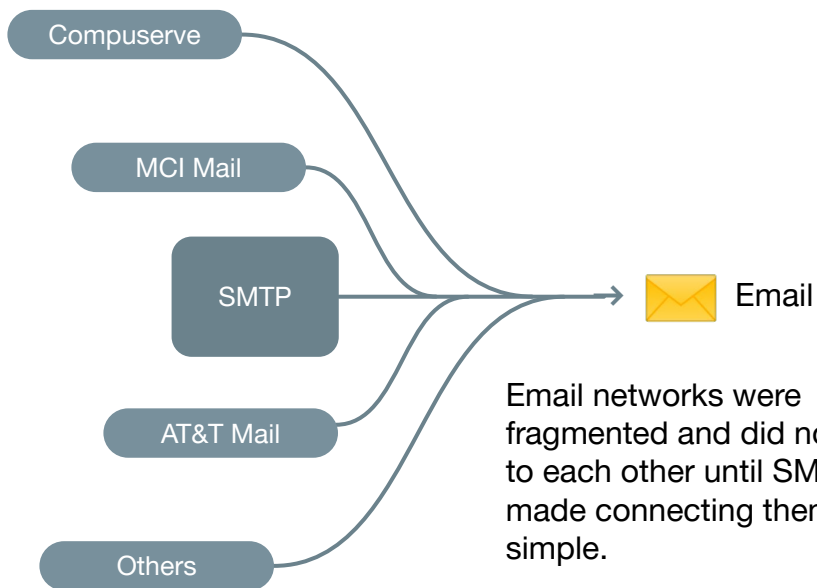 Compuserve
MCI Mail
SMTP
Email
AT&T Mail
Email networks were
fragmented and did
to each other until
made connecting
simple.
Others